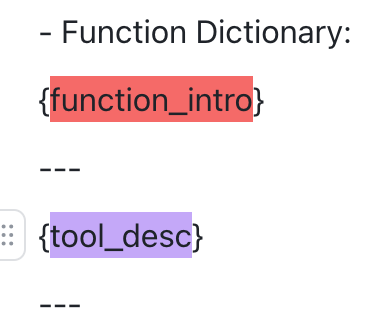 - Function Dictionary:
{function_intro}
---
{tool_desc}
---